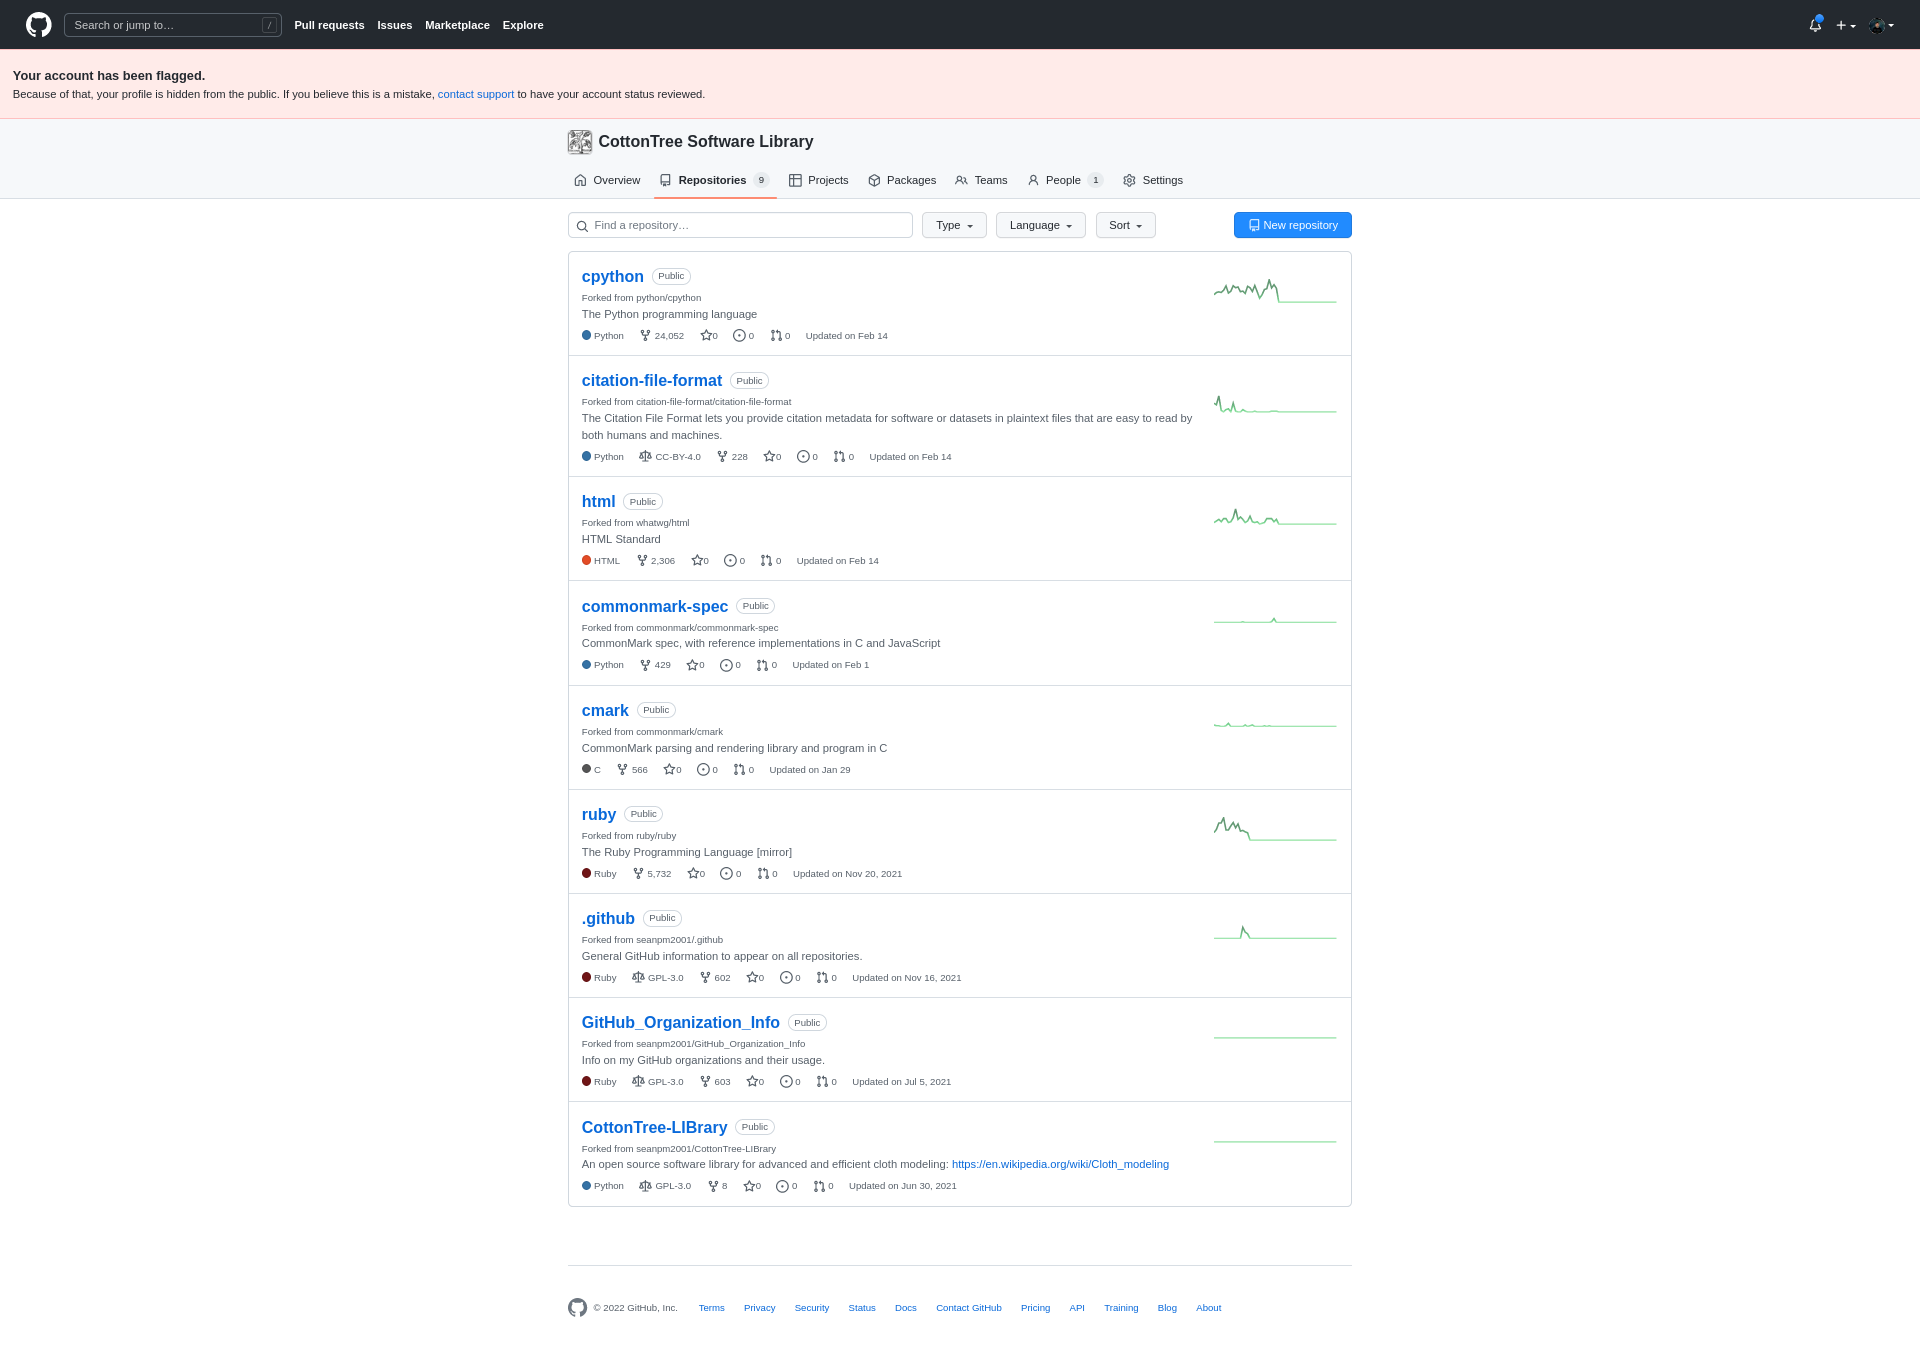 Search or jump to… /
Pull requests Issues Marketplace Explore
Your account has been flagged.
Because of that, your profile is hidden from the public. If you believe this is a mistake, contact support to have your account status reviewed.
CottonTree Software Library
Overview Repositories 9 Projects Packages Teams People 1 Settings
Find a repository… Type Language Sort New repository
cpython Public
Forked from python/cpython
The Python programming language
Python 24,052 0 0 0 Updated on Feb 14
citation-file-format Public
Forked from citation-file-format/citation-file-format
The Citation File Format lets you provide citation metadata for software or datasets in plaintext files that are easy to read by
both humans and machines.
Python CC-BY-4.0 228 0 0 0 Updated on Feb 14
html Public
Forked from whatwg/html
HTML Standard
HTML 2,306 0 0 0 Updated on Feb 14
commonmark-spec Public
Forked from commonmark/commonmark-spec
CommonMark spec, with reference implementations in C and JavaScript
Python 429 0 0 0 Updated on Feb 1
cmark Public
Forked from commonmark/cmark
CommonMark parsing and rendering library and program in C
C 566 0 0 0 Updated on Jan 29
ruby Public
Forked from ruby/ruby
The Ruby Programming Language [mirror]
Ruby 5,732 0 0 0 Updated on Nov 20, 2021
.github Public
Forked from seanpm2001/.github
General GitHub information to appear on all repositories.
Ruby GPL-3.0 602 0 0 0 Updated on Nov 16, 2021
GitHub_Organization_Info Public
Forked from seanpm2001/GitHub_Organization_Info
Info on my GitHub organizations and their usage.
Ruby GPL-3.0 603 0 0 0 Updated on Jul 5, 2021
CottonTree-LIBrary Public
Forked from seanpm2001/CottonTree-LIBrary
An open source software library for advanced and efficient cloth modeling: https://en.wikipedia.org/wiki/Cloth_modeling
Python GPL-3.0 8 0 0 0 Updated on Jun 30, 2021
© 2022 GitHub, Inc. Terms Privacy Security Status Docs Contact GitHub Pricing API Training Blog About